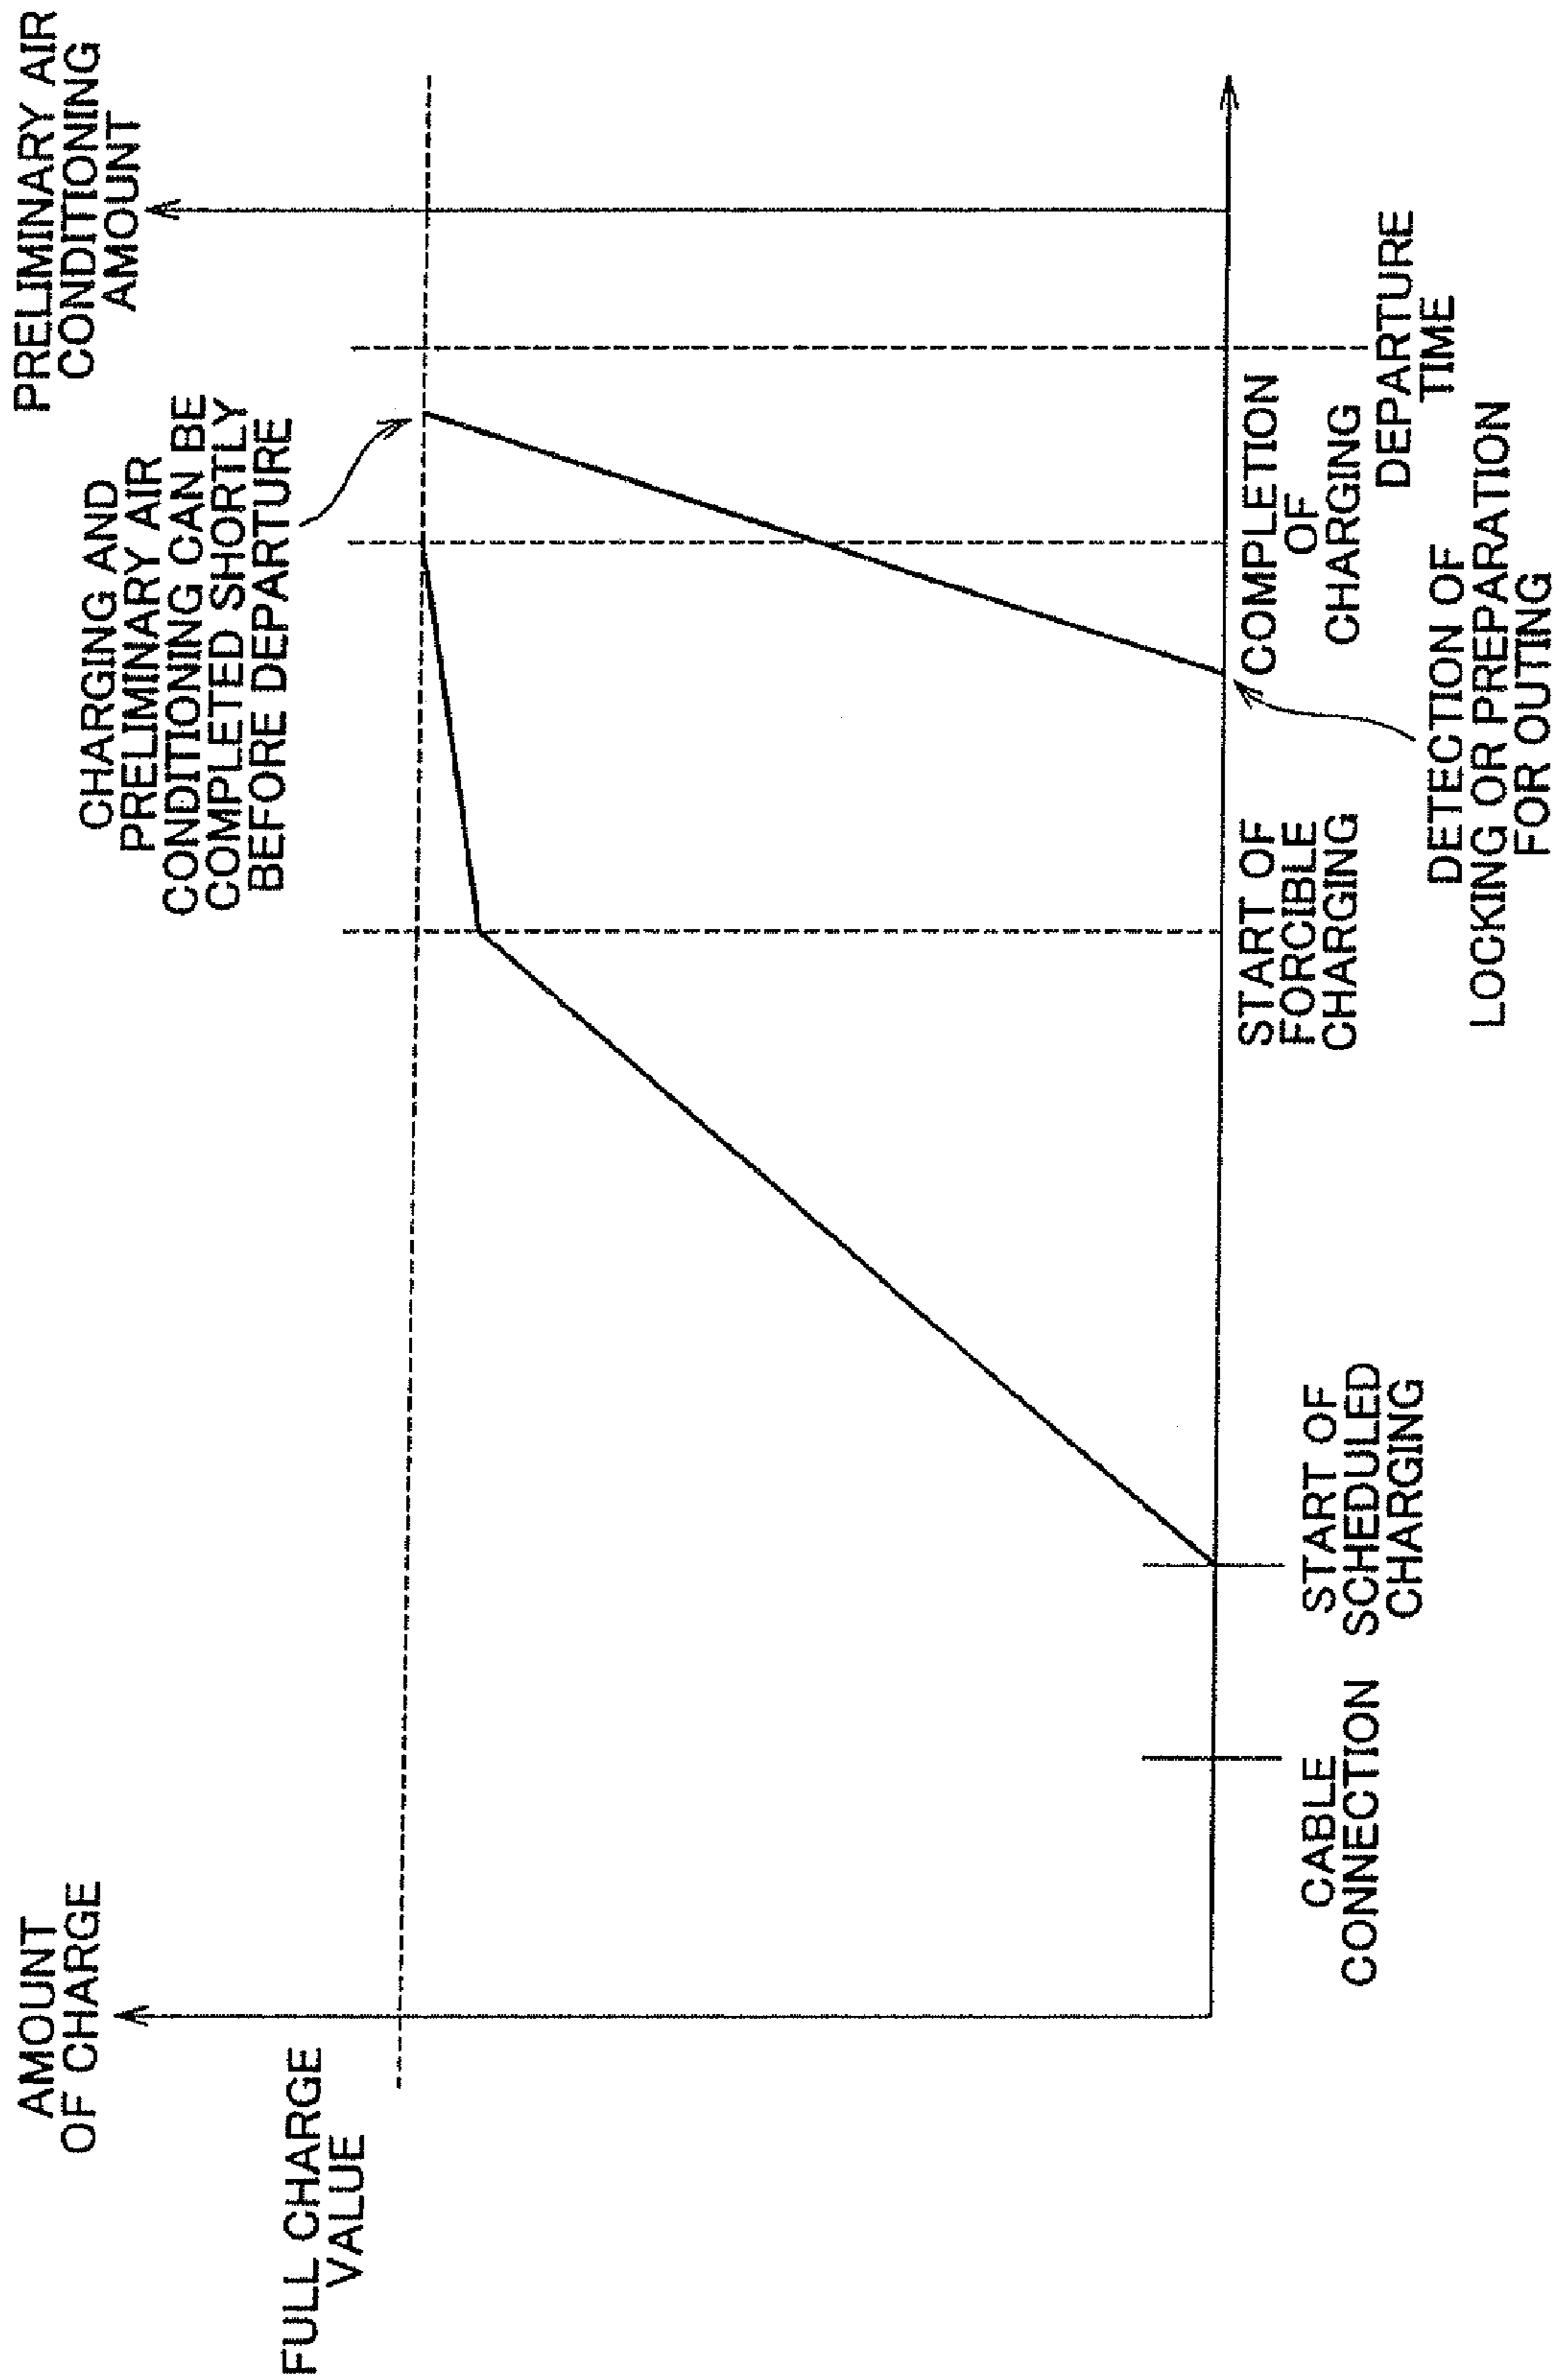 AMOUNT
OF CHARGE
FULL CHARGE
VALUE
CHARGING AND
PRELIMINARY AIR
CONDITIONING CAN BE
COMPLETED SHORTLY
BEFORE DEPARTURE
PRELIMINARY AIR
CONDITIONING
AMOUNT
CABLE
CONNECTION
START OF
SCHEDULED
CHARGING
START OF
FORCIBLE
CHARGING
COMPLETION
OF
CHARGING
DEPARTURE
TIME
DETECTION OF
LOCKING OR PREPARATION
FOR OUTING